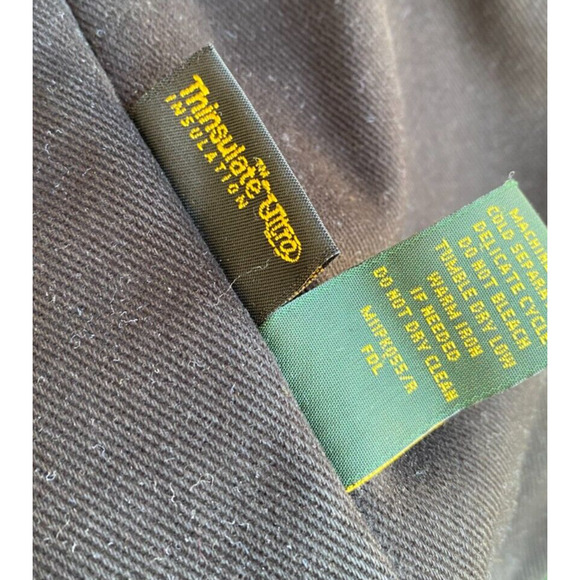 Thinsulate™ Ultra
INSULATION
MACHINE
COLD SEPARA
DELICATE CYCLE
DO NOT BLEACH
TUMBLE DRY LOW
WARM IRON
IF NEEDED
DO NOT DRY CLEAN
M11PK055/R
FDL